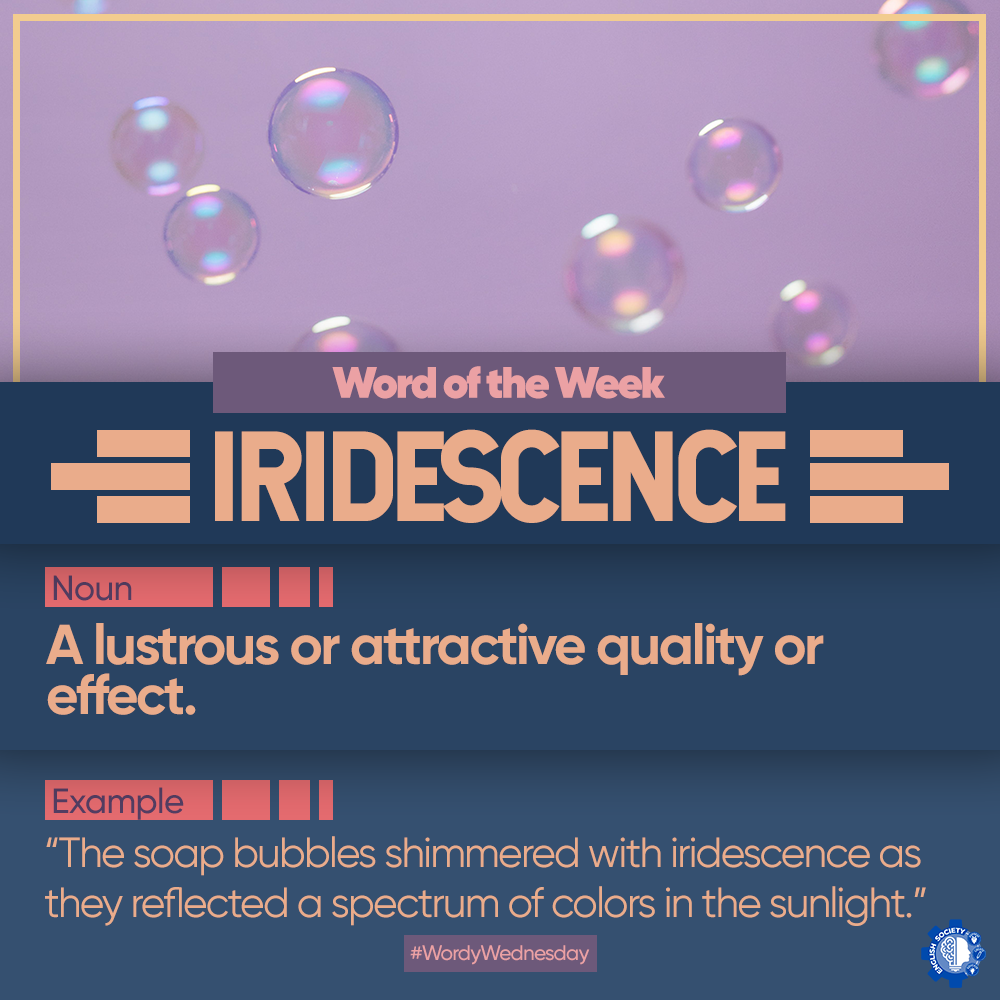 Word of the Week
IRIDESCENCE
Noun
A lustrous or attractive quality or
effect.
Example
“The soap bubbles shimmered with iridescence as
they reflected a spectrum of colors in the sunlight.”
#WordyWednesday
ENGLISH SOCIETY